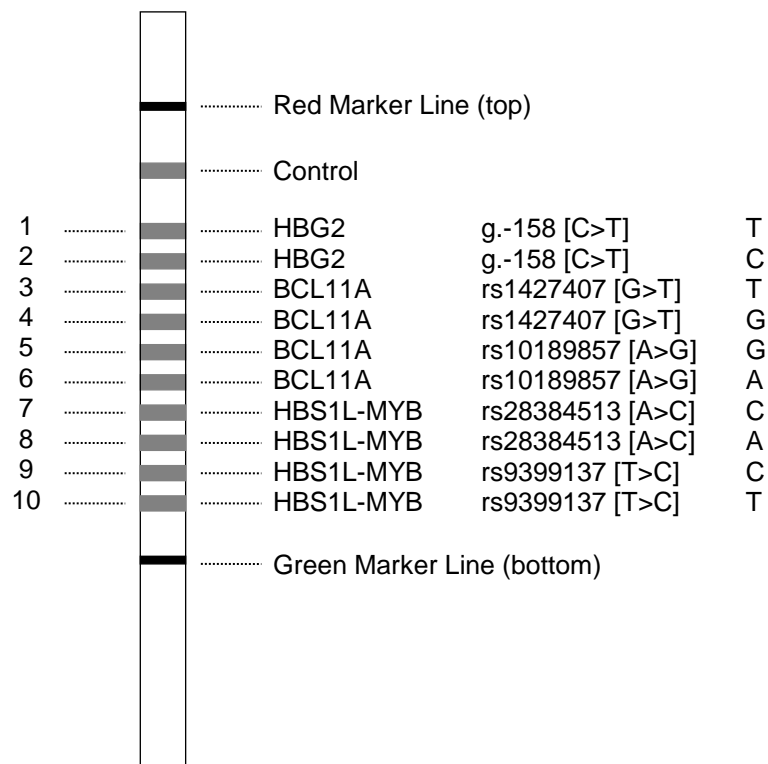 Red Marker Line (top)
Control
1 HBG2 g.-158 [C>T] T
2 HBG2 g.-158 [C>T] C
3 BCL11A rs1427407 [G>T] T
4 BCL11A rs1427407 [G>T] G
5 BCL11A rs10189857 [A>G] G
6 BCL11A rs10189857 [A>G] A
7 HBS1L-MYB rs28384513 [A>C] C
8 HBS1L-MYB rs28384513 [A>C] A
9 HBS1L-MYB rs9399137 [T>C] C
10 HBS1L-MYB rs9399137 [T>C] T
Green Marker Line (bottom)